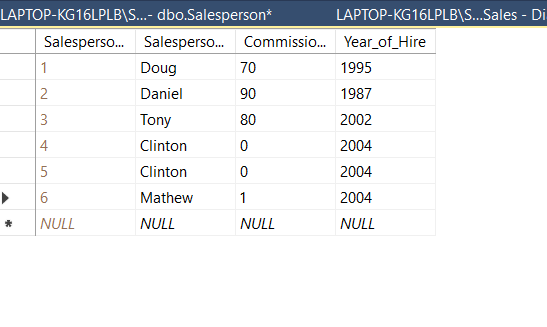 LAPTOP-KG16LPLB\S...- dbo.Salesperson* LAPTOP-KG16LPLB\S...Sales - Di
Salesperso... Salesperso... Commissio... Year_of_Hire
1 Doug 70 1995
2 Daniel 90 1987
3 Tony 80 2002
4 Clinton 0 2004
5 Clinton 0 2004
6 Mathew 1 2004
NULL NULL NULL NULL